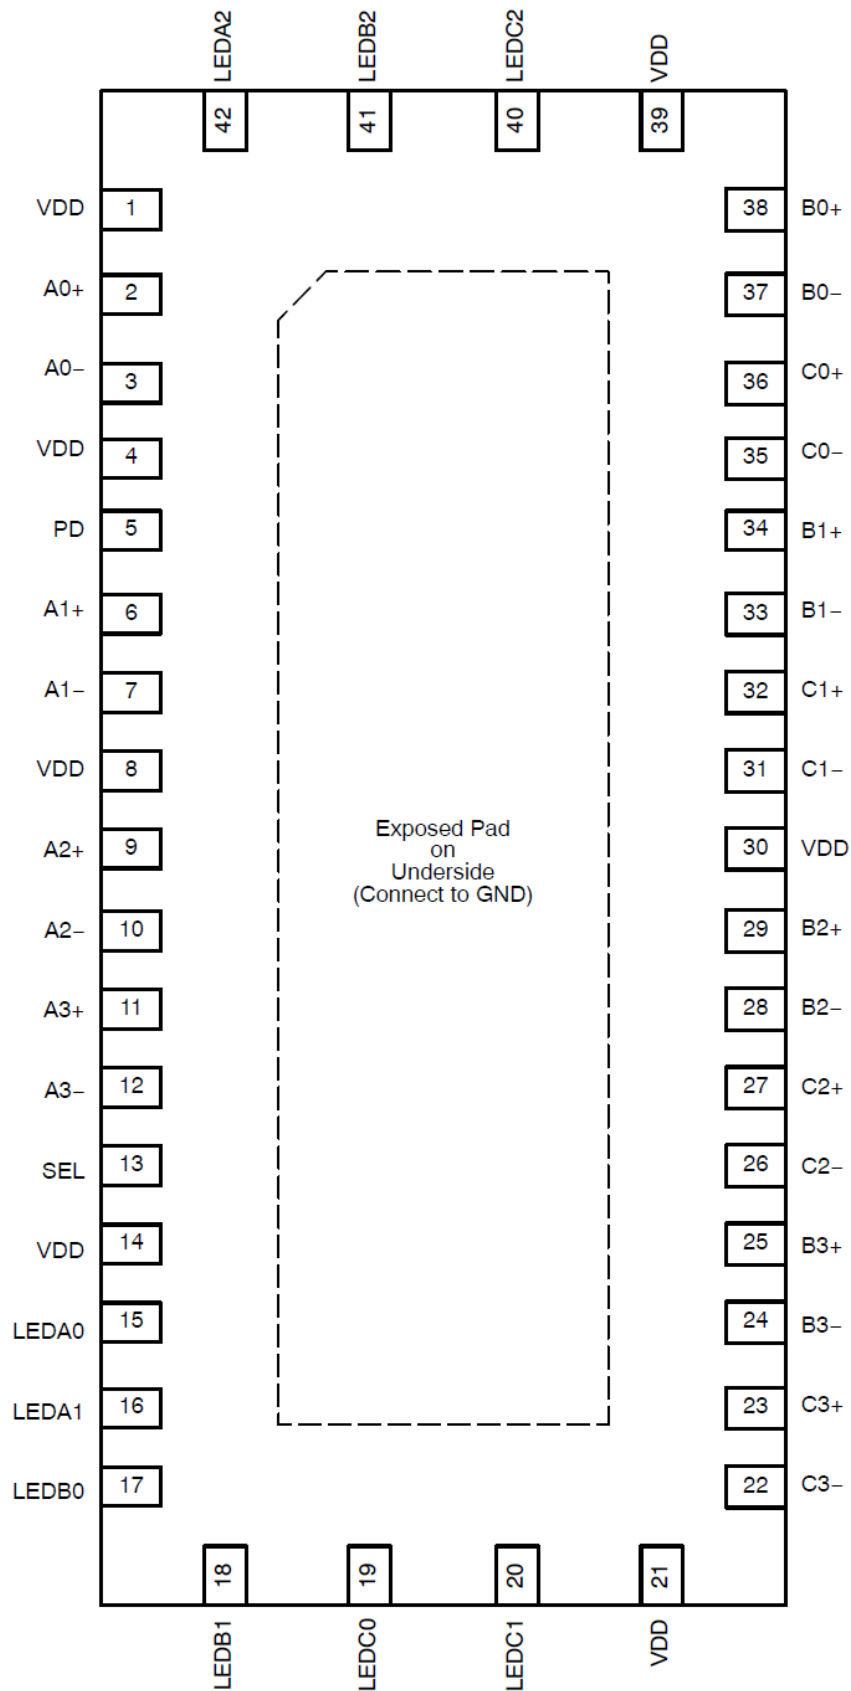 LEDA2 LEDB2 LEDC2 VDD
42 41 40 39
VDD 1 38 B0+
A0+ 2 37 B0−
A0− 3 36 C0+
VDD 4 35 C0−
PD 5 34 B1+
A1+ 6 33 B1−
A1− 7 32 C1+
VDD 8 31 C1−
Exposed Pad
on
Underside
(Connect to GND)
A2+ 9 30 VDD
A2− 10 29 B2+
A3+ 11 28 B2−
A3− 12 27 C2+
SEL 13 26 C2−
VDD 14 25 B3+
LEDA0 15 24 B3−
LEDA1 16 23 C3+
LEDB0 17 22 C3−
18 19 20 21
LEDB1 LEDC0 LEDC1 VDD